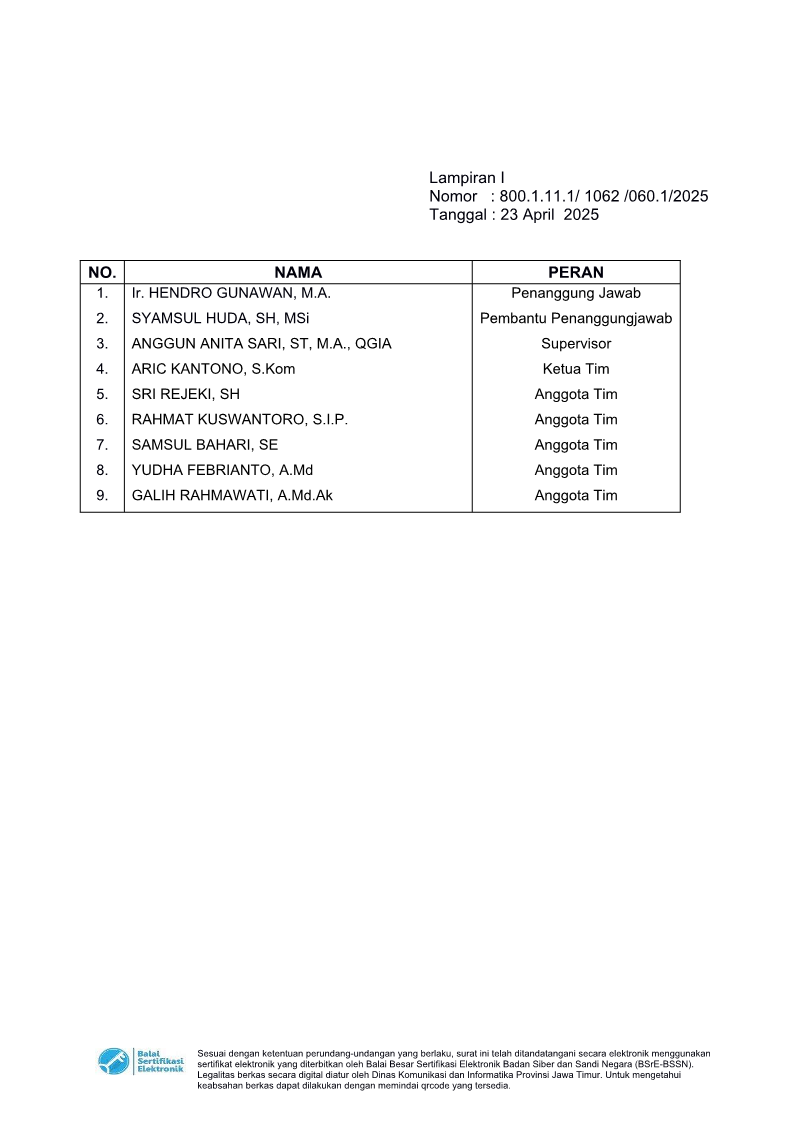 Lampiran I
Nomor : 800.1.11.1/ 1062 /060.1/2025
Tanggal : 23 April 2025
NO. NAMA PERAN
1. Ir. HENDRO GUNAWAN, M.A. Penanggung Jawab
2. SYAMSUL HUDA, SH, MSi Pembantu Penanggungjawab
3. ANGGUN ANITA SARI, ST, M.A., QGIA Supervisor
4. ARIC KANTONO, S.Kom Ketua Tim
5. SRI REJEKI, SH Anggota Tim
6. RAHMAT KUSWANTORO, S.I.P. Anggota Tim
7. SAMSUL BAHARI, SE Anggota Tim
8. YUDHA FEBRIANTO, A.Md Anggota Tim
9. GALIH RAHMAWATI, A.Md.Ak Anggota Tim
Balai
Sertifikasi
Elektronik
Sesuai dengan ketentuan perundang-undangan yang berlaku, surat ini telah ditandatangani secara elektronik menggunakan
sertifikat elektronik yang diterbitkan oleh Balai Besar Sertifikasi Elektronik Badan Siber dan Sandi Negara (BSrE-BSSN).
Legalitas berkas secara digital diatur oleh Dinas Komunikasi dan Informatika Provinsi Jawa Timur. Untuk mengetahui
keabsahan berkas dapat dilakukan dengan memindai qrcode yang tersedia.